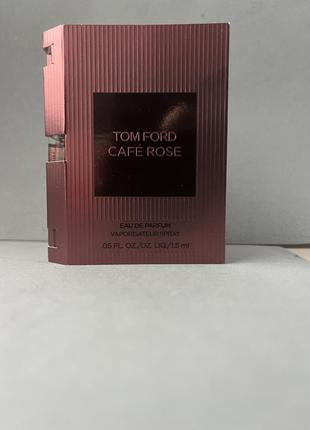 TOM FORD
CAFÉ ROSE
EAU DE PARFUM
VAPORISATEUR SPRAY
.05 FL. OZ./OZ. LIQ./1.5 ml